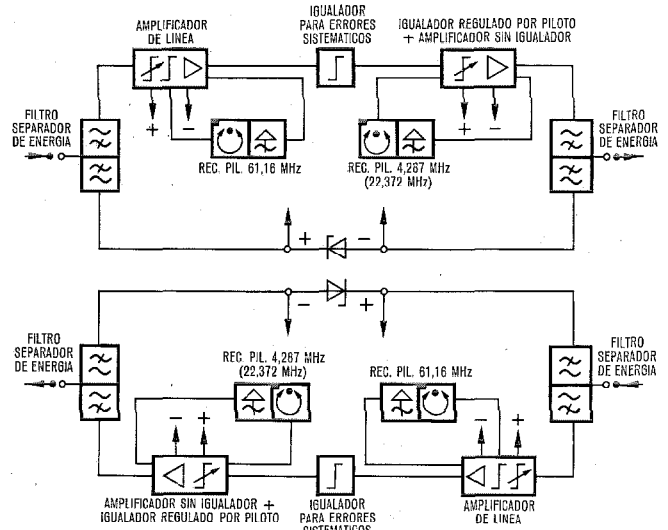 AMPLIFICADOR
DE LINEA
IGUALADOR
PARA ERRORES
SISTEMATICOS
IGUALADOR REGULADO POR PILOTO
+ AMPLIFICADOR SIN IGUALADOR
FILTRO
SEPARADOR
DE ENERGIA
+ -
REC. PIL. 61,16 MHz
+ -
REC. PIL. 4,287 MHz
(22,372 MHz)
FILTRO
SEPARADOR
DE ENERGIA
+ -
- +
FILTRO
SEPARADOR
DE ENERGIA
REC. PIL. 4,287 MHz
(22,372 MHz)
REC. PIL. 61,16 MHz
FILTRO
SEPARADOR
DE ENERGIA
- +
- +
AMPLIFICADOR SIN IGUALADOR +
IGUALADOR REGULADO POR PILOTO
IGUALADOR
PARA ERRORES
SISTEMATICOS
AMPLIFICADOR
DE LINEA